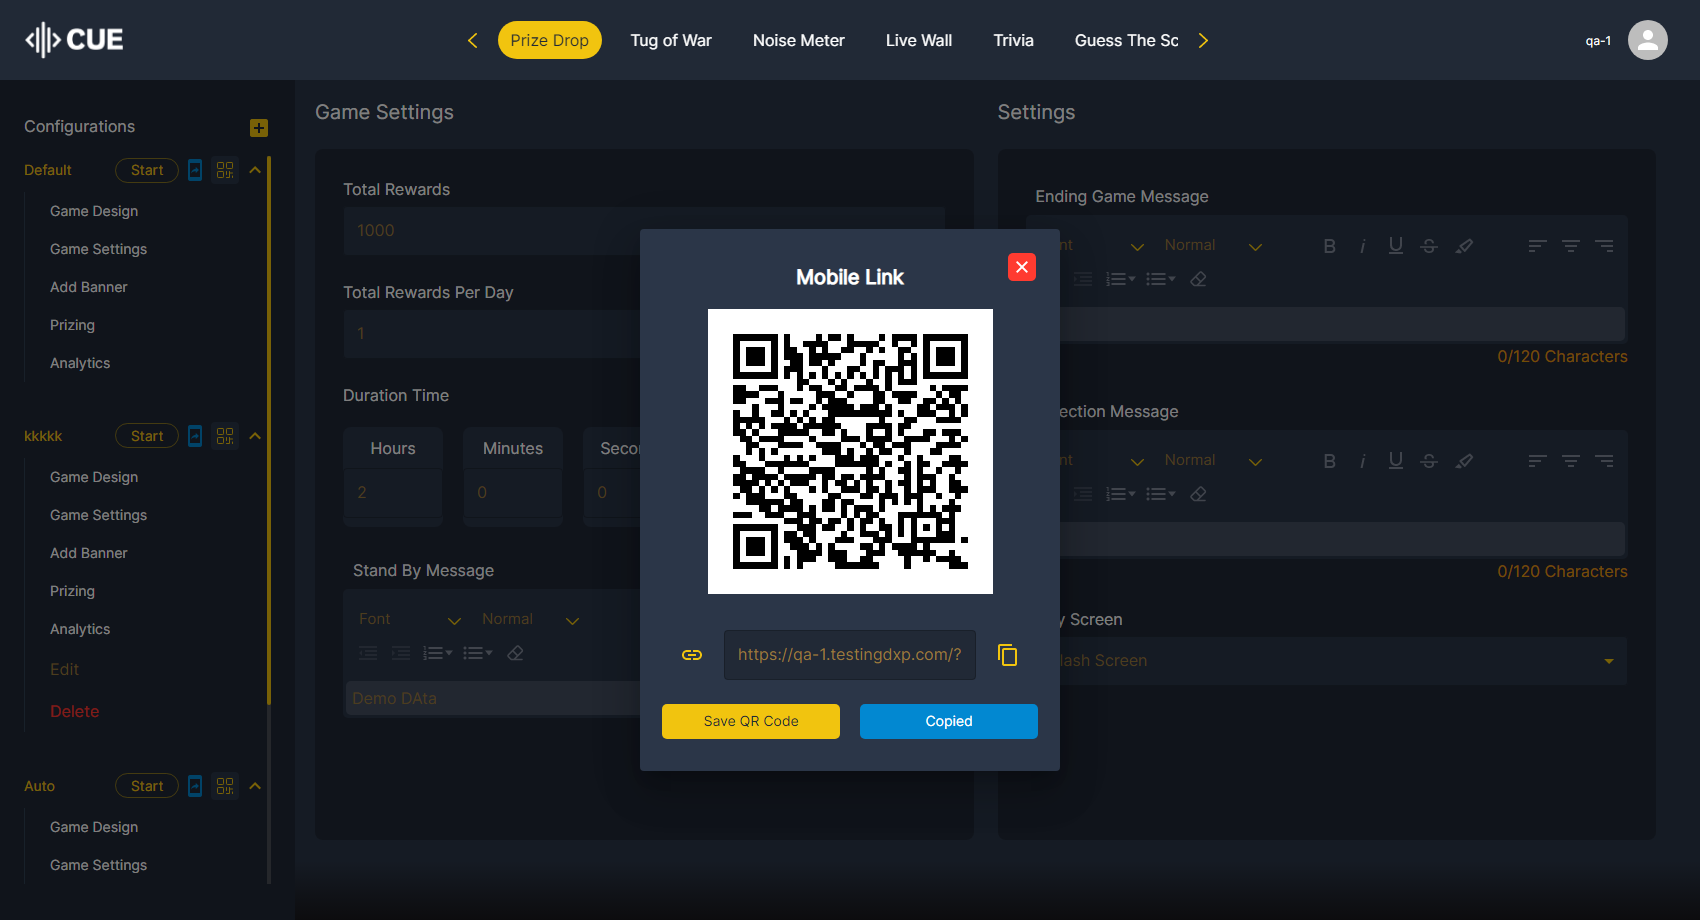 CUE
Prize Drop
Tug of War
Noise Meter
Live Wall
Trivia
Guess The Sc
qa-1
Configurations
Default
Start
Game Design
Game Settings
Add Banner
Prizing
Analytics
kkkkk
Start
Game Design
Game Settings
Add Banner
Prizing
Analytics
Edit
Delete
Auto
Start
Game Design
Game Settings
Game Settings
Total Rewards
1000
Total Rewards Per Day
1
Duration Time
Hours
Minutes
Secon
2
0
0
Stand By Message
Font
Normal
Demo DAta
Mobile Link
https://qa-1.testingdxp.com/?
Save QR Code
Copied
Settings
Ending Game Message
nt
Normal
0/120 Characters
ection Message
nt
Normal
0/120 Characters
y Screen
lash Screen